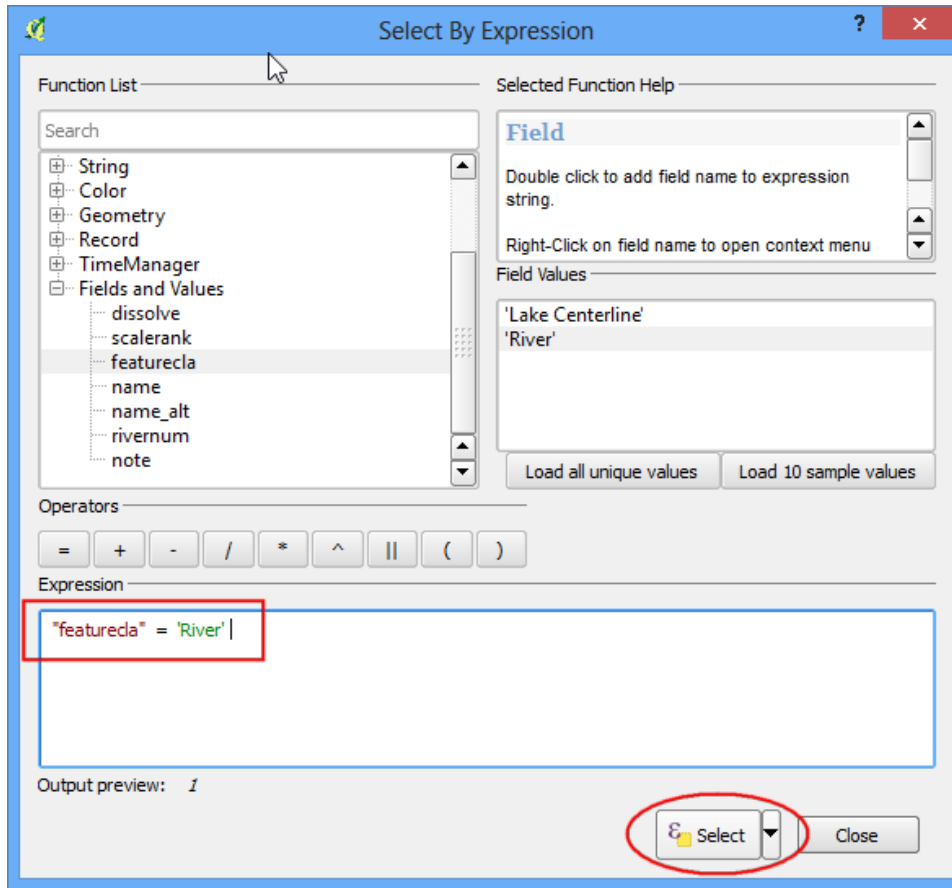 Select By Expression
?
×
Function List
Search
String
Color
Geometry
Record
TimeManager
Fields and Values
dissolve
scalerank
featurecla
name
name_alt
rivernum
note
Selected Function Help
Field
Double click to add field name to expression
string.
Right-Click on field name to open context menu
Field Values
'Lake Centerline'
'River'
Load all unique values Load 10 sample values
Operators
= + - / * ^ || ( )
Expression
"featurecla" = 'River'
Output preview: 1
ε Select Close